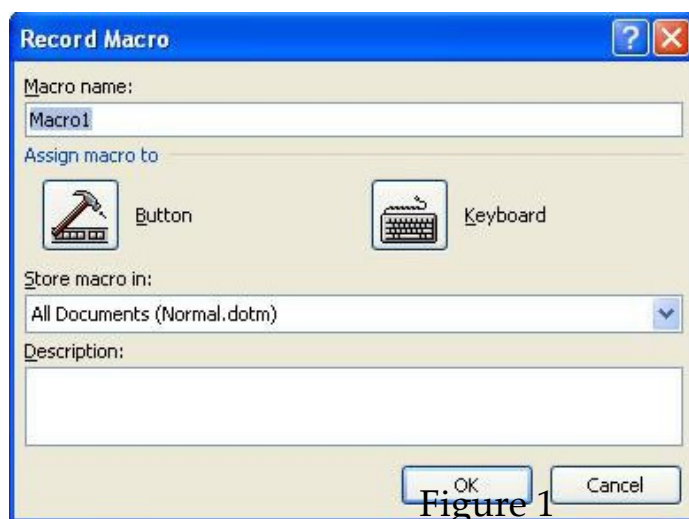 Record Macro
Macro name:
Macro1
Assign macro to
Button
Keyboard
Store macro in:
All Documents (Normal.dotm)
Description:
OK
Cancel
Figure 1